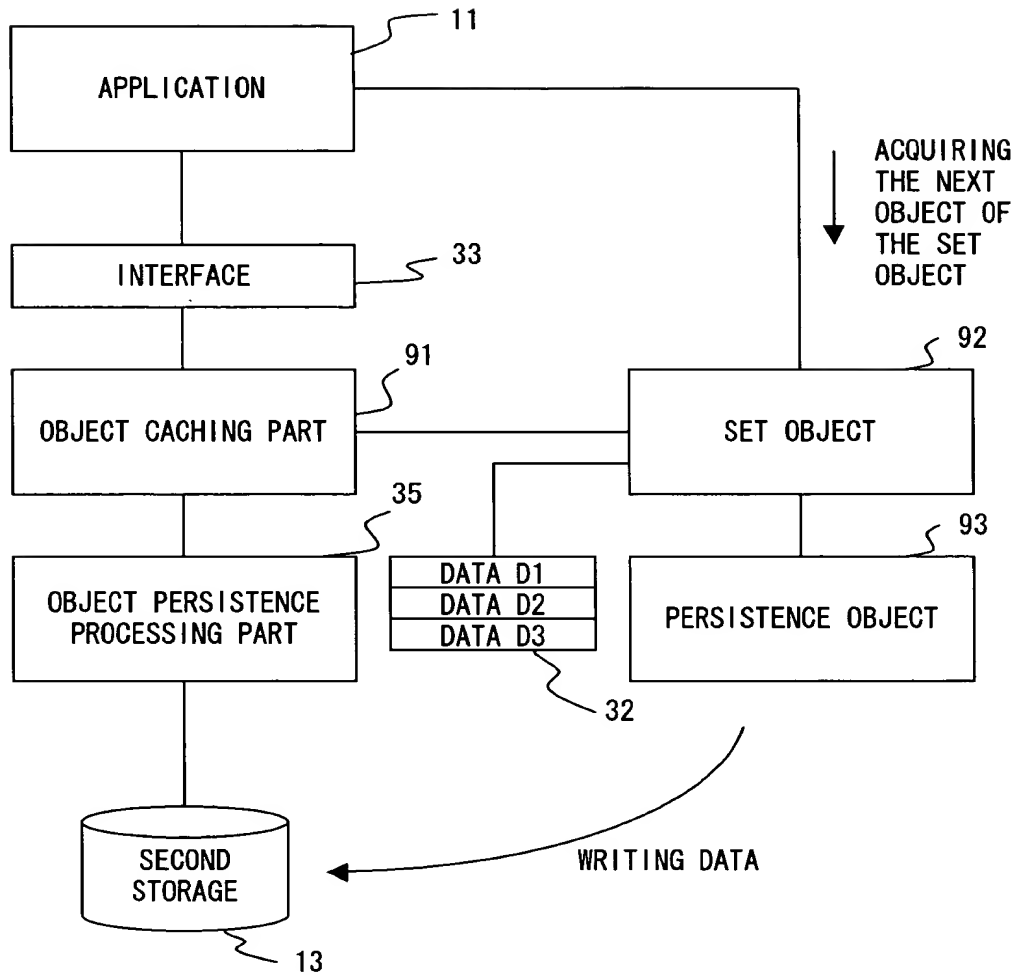 11
APPLICATION
ACQUIRING
THE NEXT
OBJECT OF
THE SET
OBJECT
33
INTERFACE
91
92
OBJECT CACHING PART
SET OBJECT
35
93
OBJECT PERSISTENCE
PROCESSING PART
DATA D1
DATA D2
DATA D3
PERSISTENCE OBJECT
32
SECOND
STORAGE
WRITING DATA
13